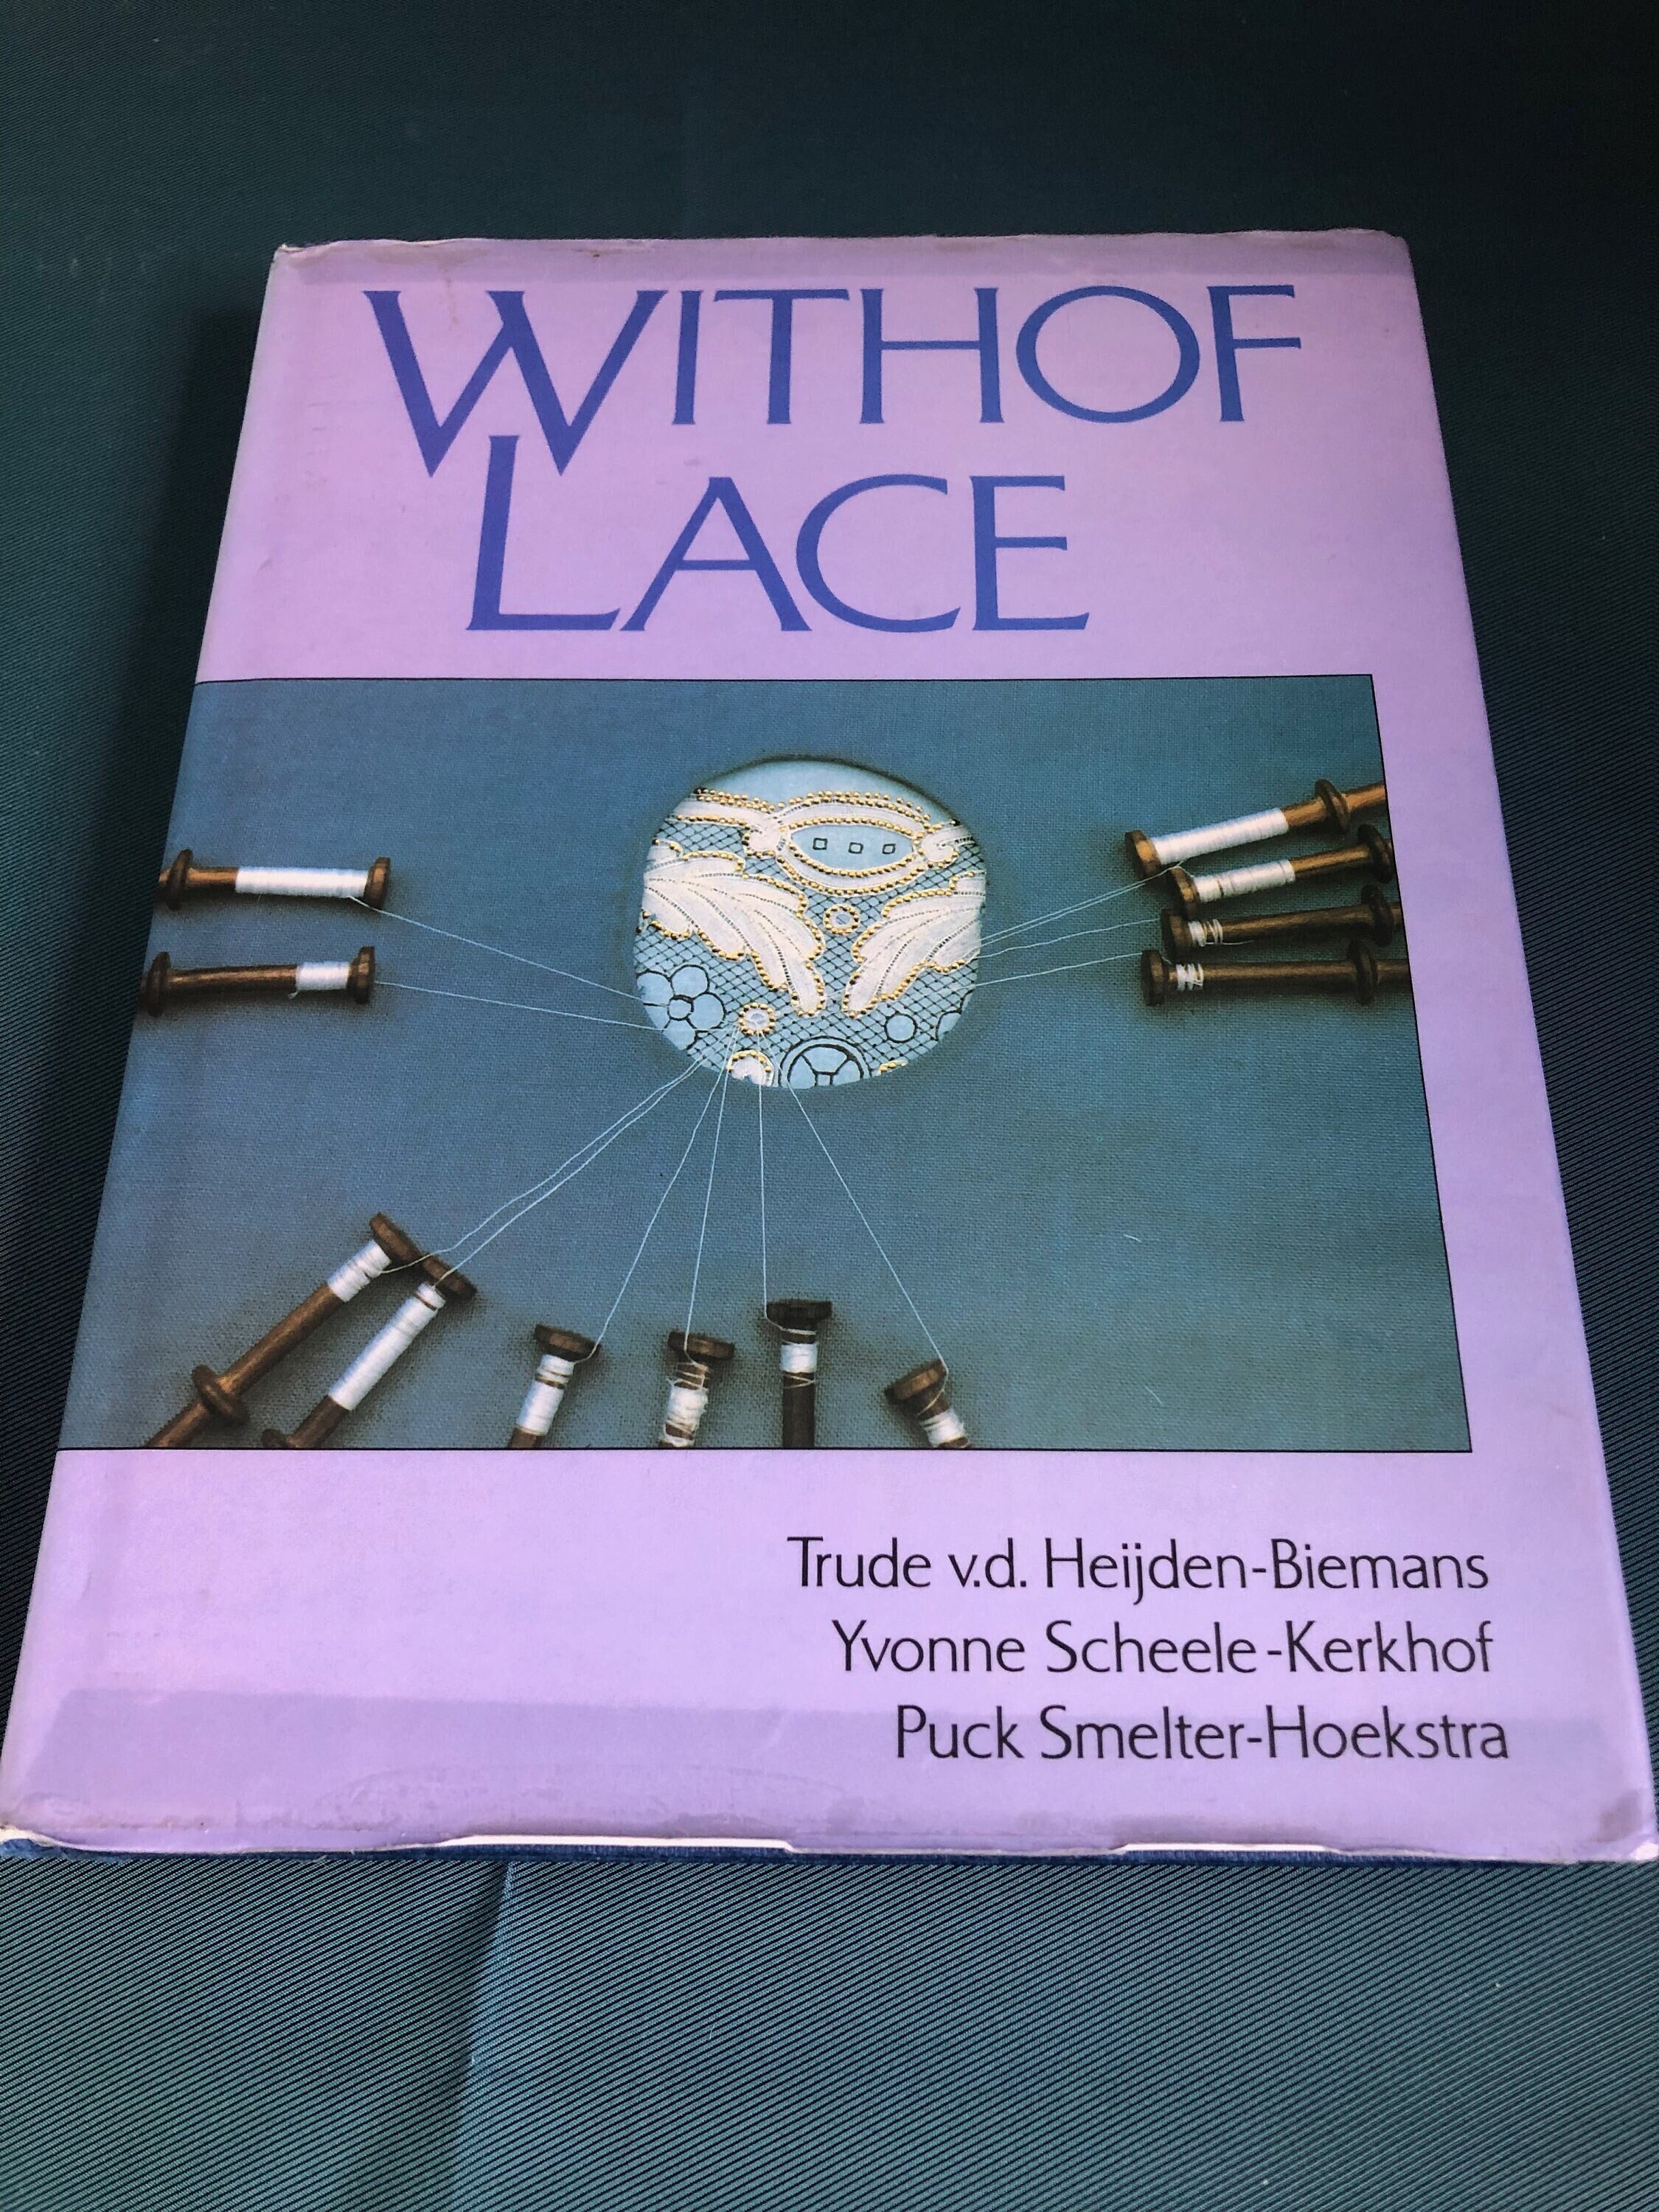 WITHOF
LACE
Trude v.d. Heijden-Biemans
Yvonne Scheele-Kerkhof
Puck Smelter-Hoekstra